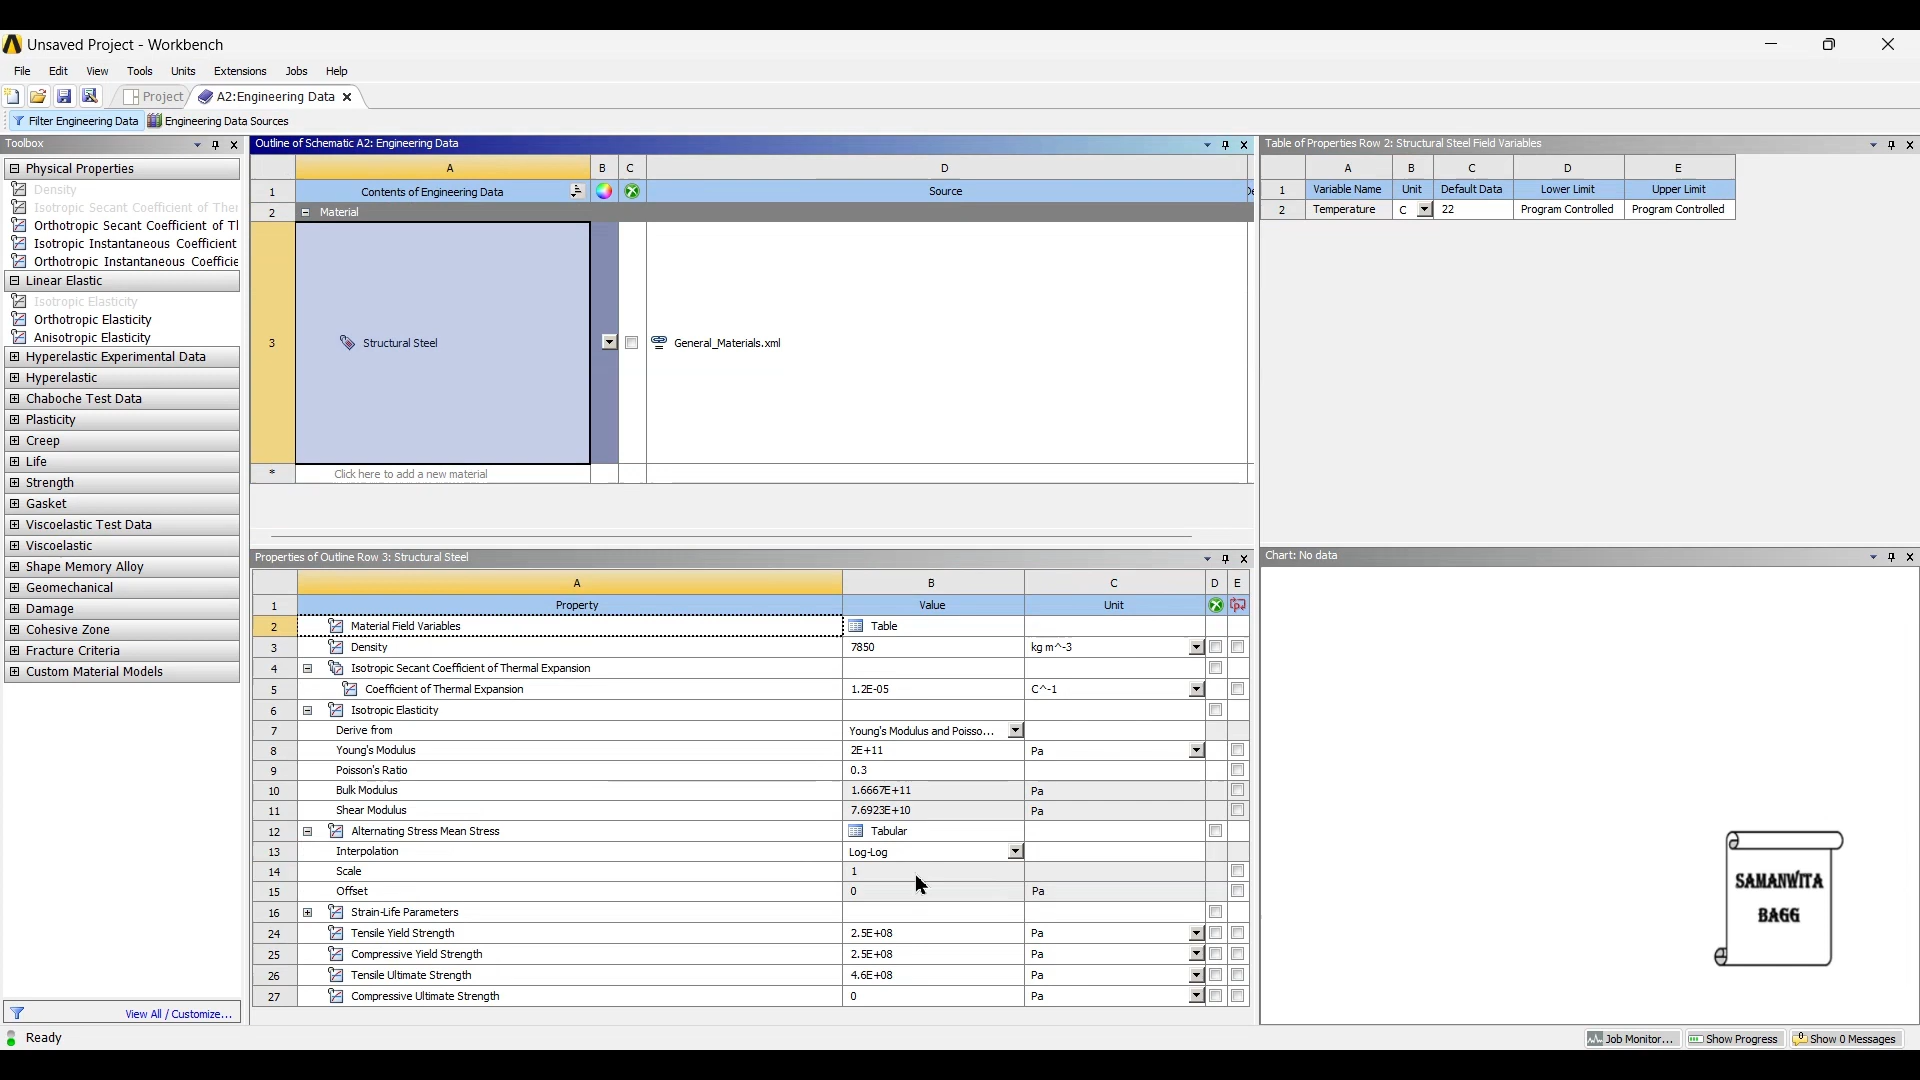 Unsaved Project - Workbench
File Edit View Tools Units Extensions Jobs Help
Project A2:Engineering Data
Filter Engineering Data Engineering Data Sources
Toolbox
Physical Properties
Density
Isotropic Secant Coefficient of Ther
Orthotropic Secant Coefficient of Tl
Isotropic Instantaneous Coefficient
Orthotropic Instantaneous Coefficie
Linear Elastic
Isotropic Elasticity
Orthotropic Elasticity
Anisotropic Elasticity
Hyperelastic Experimental Data
Hyperelastic
Chaboche Test Data
Plasticity
Creep
Life
Strength
Gasket
Viscoelastic Test Data
Viscoelastic
Shape Memory Alloy
Geomechanical
Damage
Cohesive Zone
Fracture Criteria
Custom Material Models
View All / Customize...
Outline of Schematic A2: Engineering Data
A B C D
1 Contents of Engineering Data Source
2 Material
3 Structural Steel General_Materials.xml
* Click here to add a new material
Properties of Outline Row 3: Structural Steel
A B C D E
1 Property Value Unit
2 Material Field Variables Table
3 Density 7850 kg m^-3
4 Isotropic Secant Coefficient of Thermal Expansion
5 Coefficient of Thermal Expansion 1.2E-05 C^-1
6 Isotropic Elasticity
7 Derive from Young's Modulus and Poisso...
8 Young's Modulus 2E+11 Pa
9 Poisson's Ratio 0.3
10 Bulk Modulus 1.6667E+11 Pa
11 Shear Modulus 7.6923E+10 Pa
12 Alternating Stress Mean Stress Tabular
13 Interpolation Log-Log
14 Scale 1
15 Offset 0 Pa
16 Strain-Life Parameters
24 Tensile Yield Strength 2.5E+08 Pa
25 Compressive Yield Strength 2.5E+08 Pa
26 Tensile Ultimate Strength 4.6E+08 Pa
27 Compressive Ultimate Strength 0 Pa
Table of Properties Row 2: Structural Steel Field Variables
A B C D E
1 Variable Name Unit Default Data Lower Limit Upper Limit
2 Temperature C 22 Program Controlled Program Controlled
Chart: No data
SAMANWITA
BAGG
Ready
Job Monitor... Show Progress Show 0 Messages